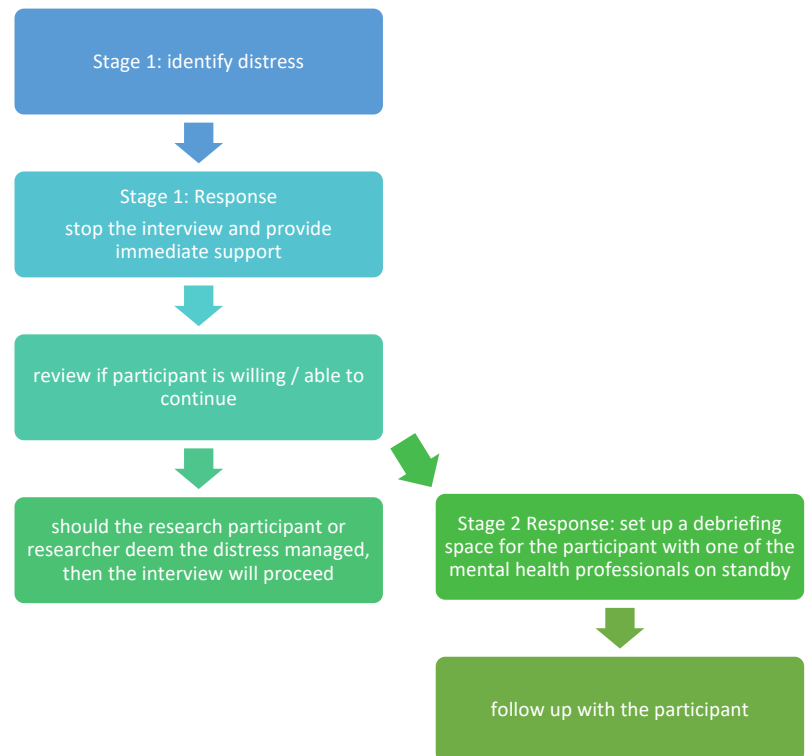 Stage 1: identify distress
Stage 1: Response
stop the interview and provide
immediate support
review if participant is willing / able to
continue
should the research participant or
researcher deem the distress managed,
then the interview will proceed
Stage 2 Response: set up a debriefing
space for the participant with one of the
mental health professionals on standby
follow up with the participant